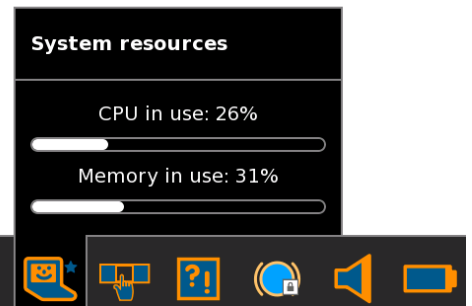 System resources
CPU in use: 26%
Memory in use: 31%
?!